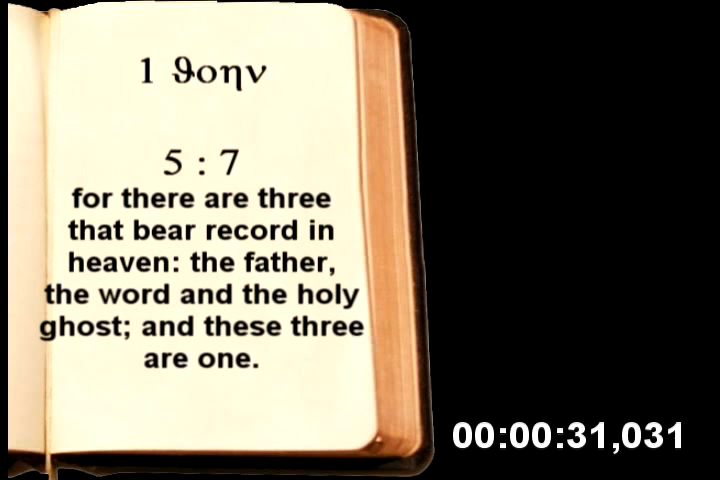 1 ϑοην
5 : 7
for there are three
that bear record in
heaven: the father,
the word and the holy
ghost; and these three
are one.
00:00:31,031